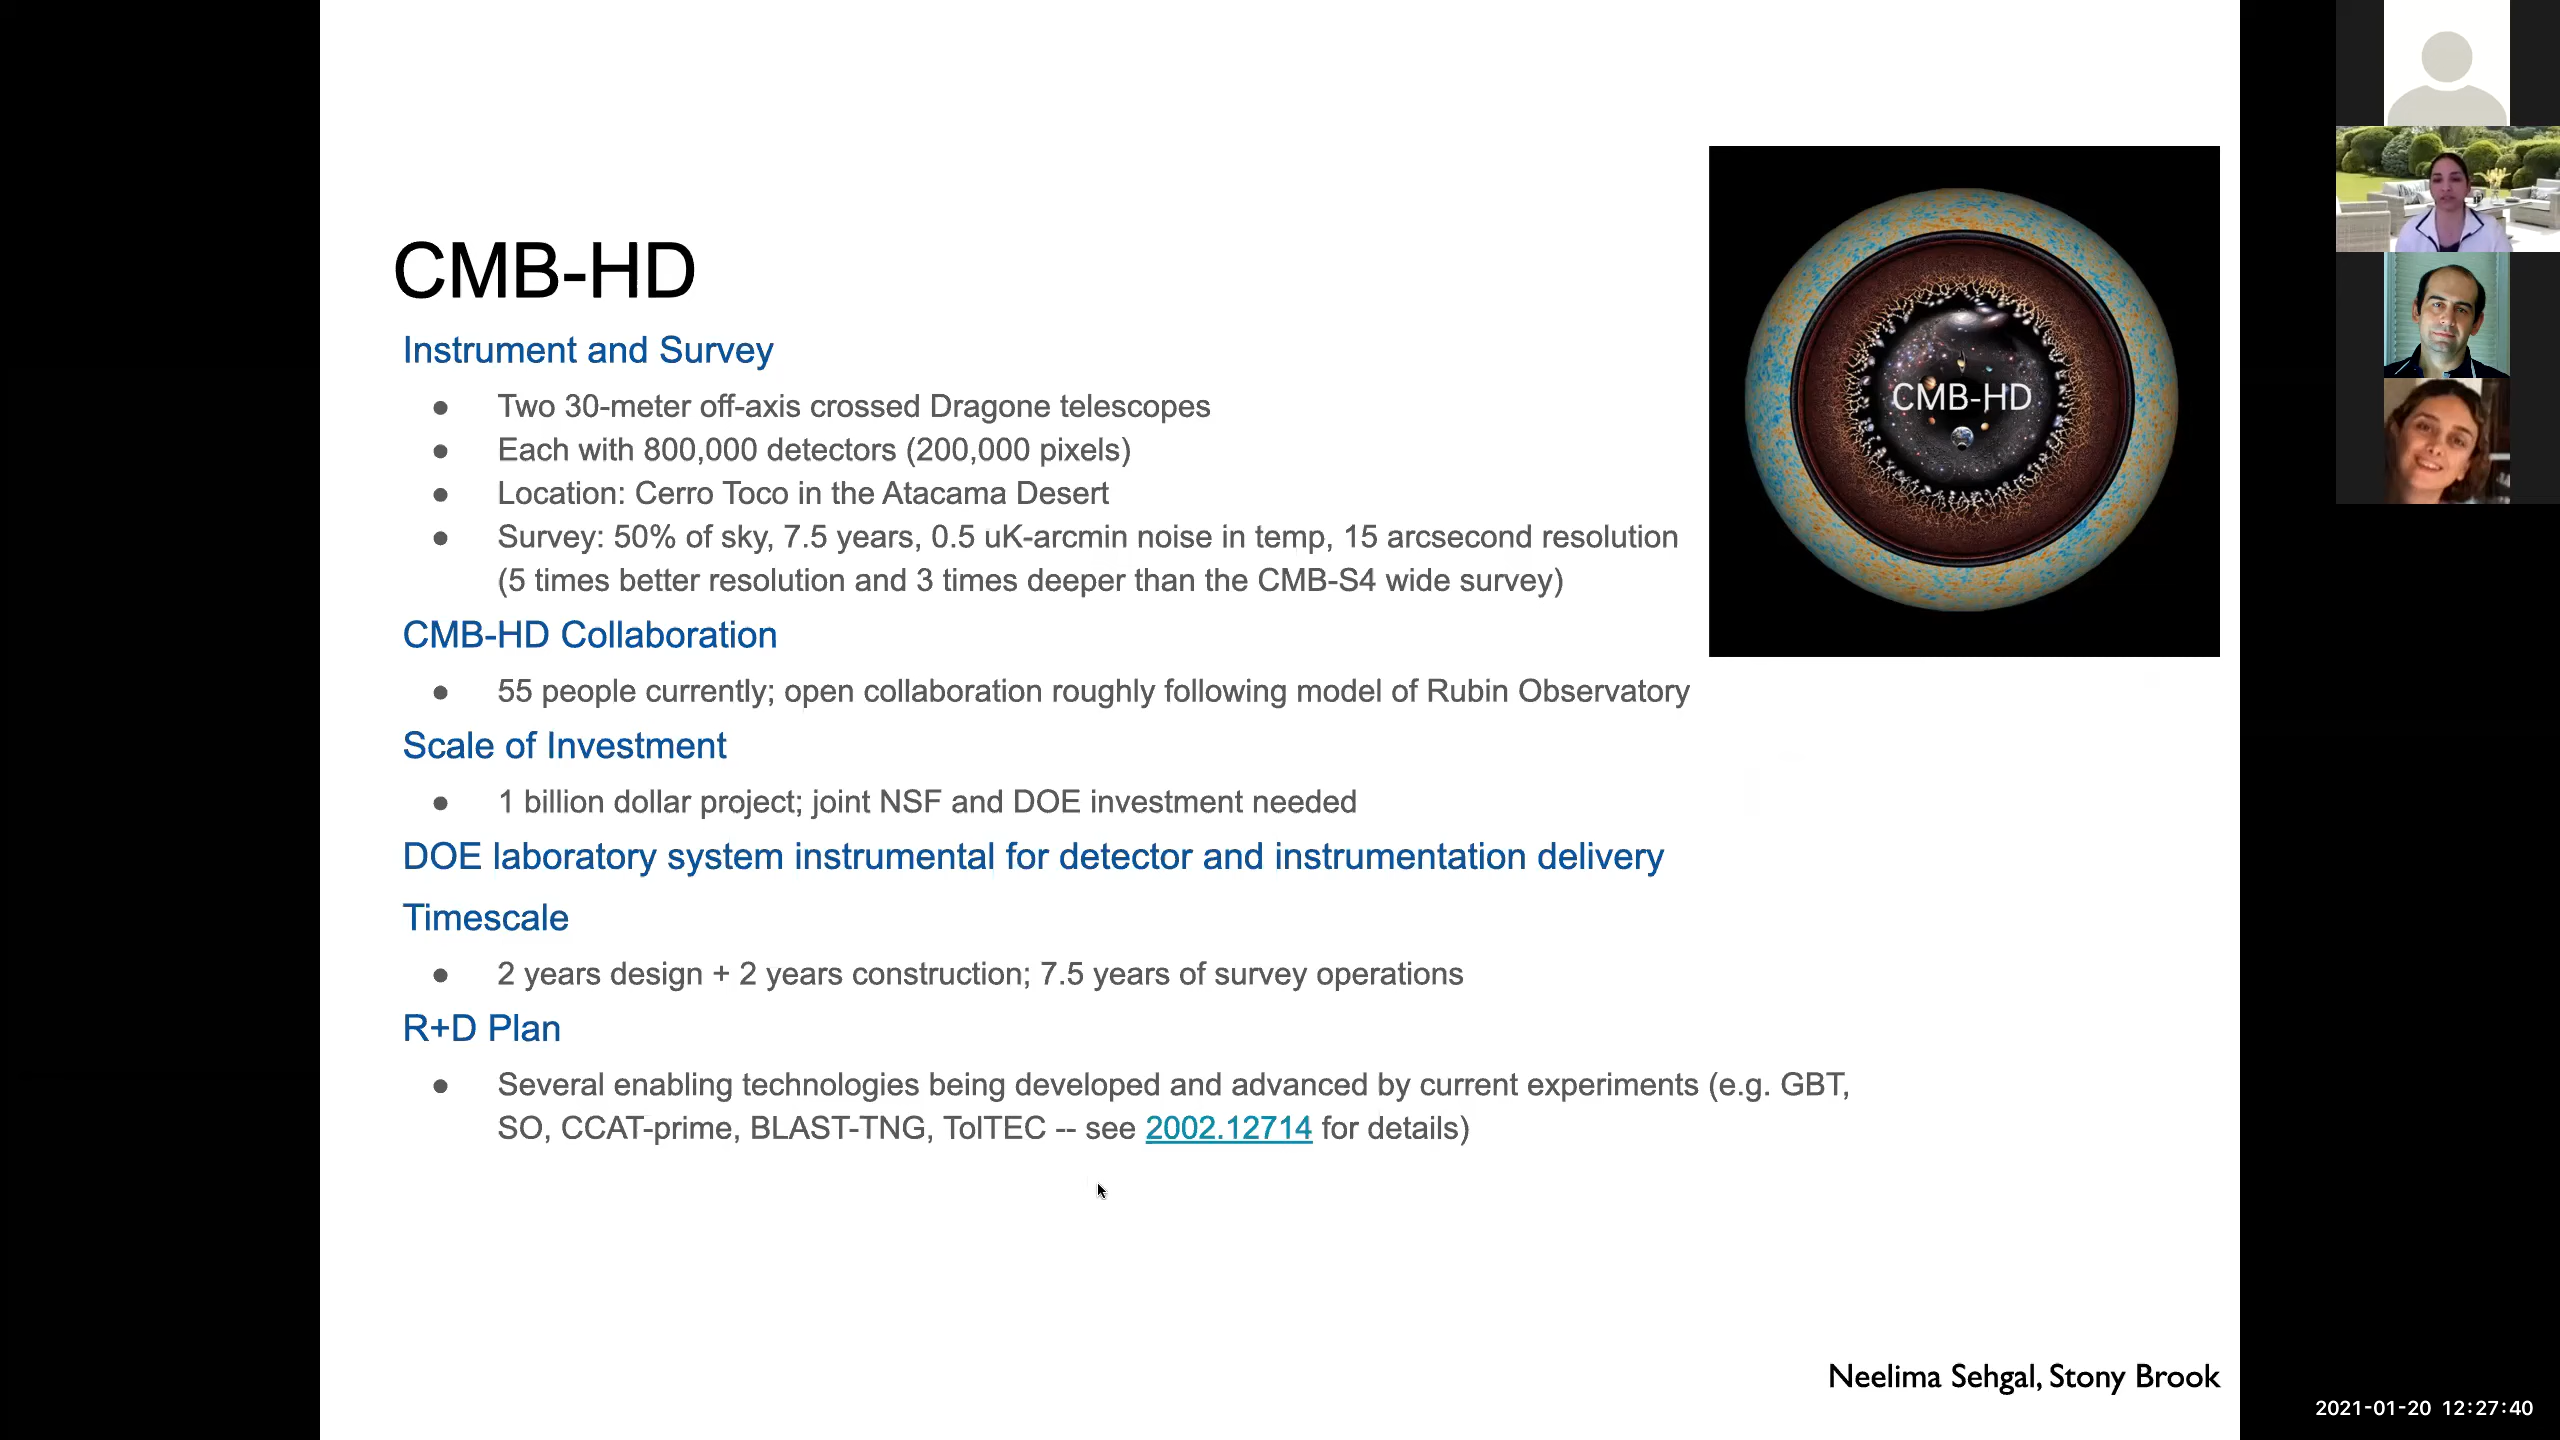 CMB-HD
Instrument and Survey
● Two 30-meter off-axis crossed Dragone telescopes
● Each with 800,000 detectors (200,000 pixels)
● Location: Cerro Toco in the Atacama Desert
● Survey: 50% of sky, 7.5 years, 0.5 uK-arcmin noise in temp, 15 arcsecond resolution
(5 times better resolution and 3 times deeper than the CMB-S4 wide survey)
CMB-HD
CMB-HD Collaboration
● 55 people currently; open collaboration roughly following model of Rubin Observatory
Scale of Investment
● 1 billion dollar project; joint NSF and DOE investment needed
DOE laboratory system instrumental for detector and instrumentation delivery
Timescale
● 2 years design + 2 years construction; 7.5 years of survey operations
R+D Plan
● Several enabling technologies being developed and advanced by current experiments (e.g. GBT,
SO, CCAT-prime, BLAST-TNG, TolTEC -- see 2002.12714 for details)
Neelima Sehgal, Stony Brook
2021-01-20 12:27:40